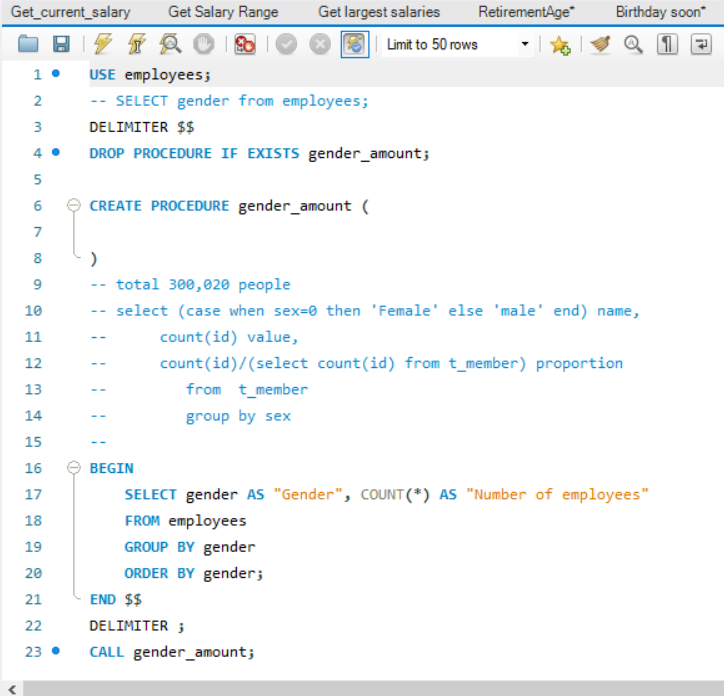 Get_current_salary Get Salary Range Get largest salaries RetirementAge* Birthday soon*
Limit to 50 rows
1 USE employees;
2 -- SELECT gender from employees;
3 DELIMITER $$
4 DROP PROCEDURE IF EXISTS gender_amount;
5
6 CREATE PROCEDURE gender_amount (
7
8 )
9 -- total 300,020 people
10 -- select (case when sex=0 then 'Female' else 'male' end) name,
11 -- count(id) value,
12 -- count(id)/(select count(id) from t_member) proportion
13 -- from t_member
14 -- group by sex
15 --
16 BEGIN
17 SELECT gender AS "Gender", COUNT(*) AS "Number of employees"
18 FROM employees
19 GROUP BY gender
20 ORDER BY gender;
21 END $$
22 DELIMITER ;
23 CALL gender_amount;